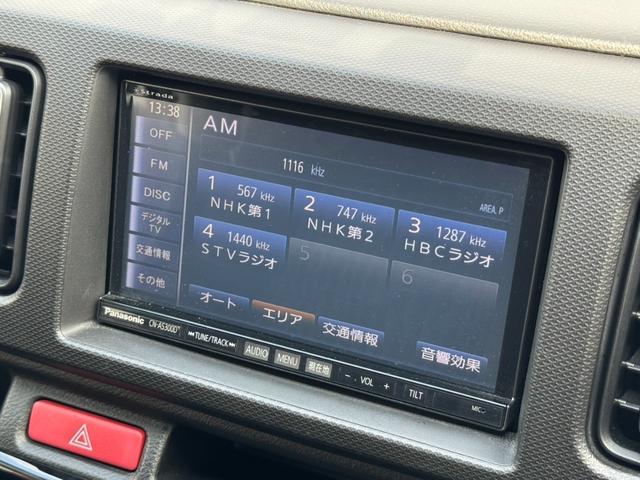 Strada
13:38
AM
OFF
1116 kHz
FM
AREA. P
DISC
1 567 kHz
NHK第1
2 747 kHz
NHK第2
3 1287 kHz
HBCラジオ
デジタル
TV
4 1440 kHz
STVラジオ
5
6
交通情報
その他
オート
エリア
交通情報
音響効果
Panasonic
CN-AS300D
TUNE/TRACK
AUDIO
MENU
現在地
− VOL +
TILT
MIC